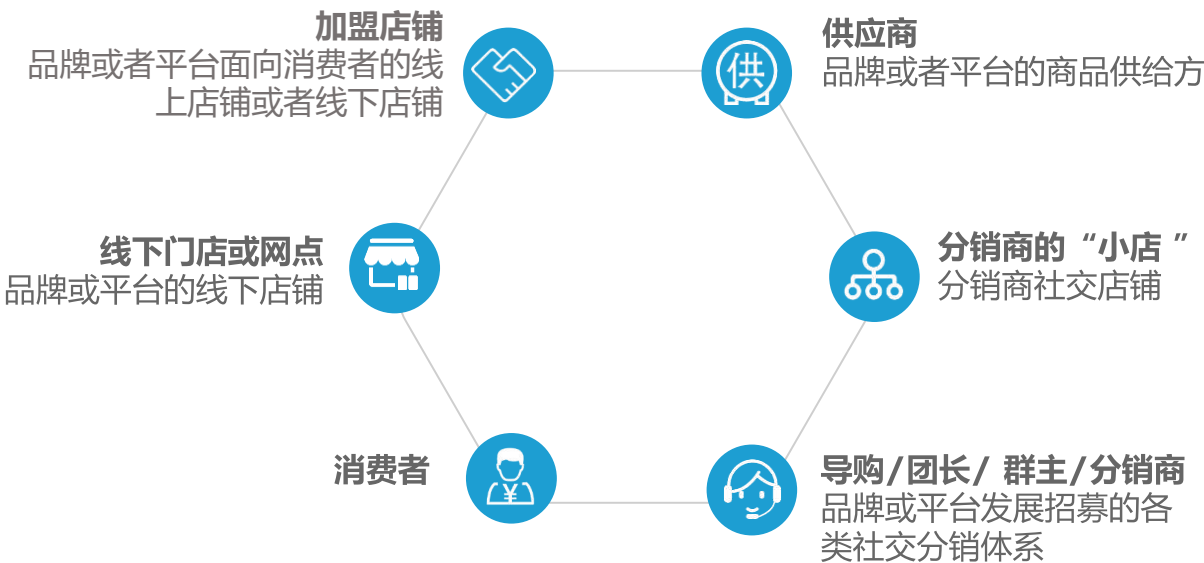 加盟店铺
品牌或者平台面向消费者的线
上店铺或者线下店铺
供
供应商
品牌或者平台的商品供给方
线下门店或网点
品牌或平台的线下店铺
分销商的“小店 ”
分销商社交店铺
消费者
¥
导购/团长/ 群主/分销商
品牌或平台发展招募的各
类社交分销体系